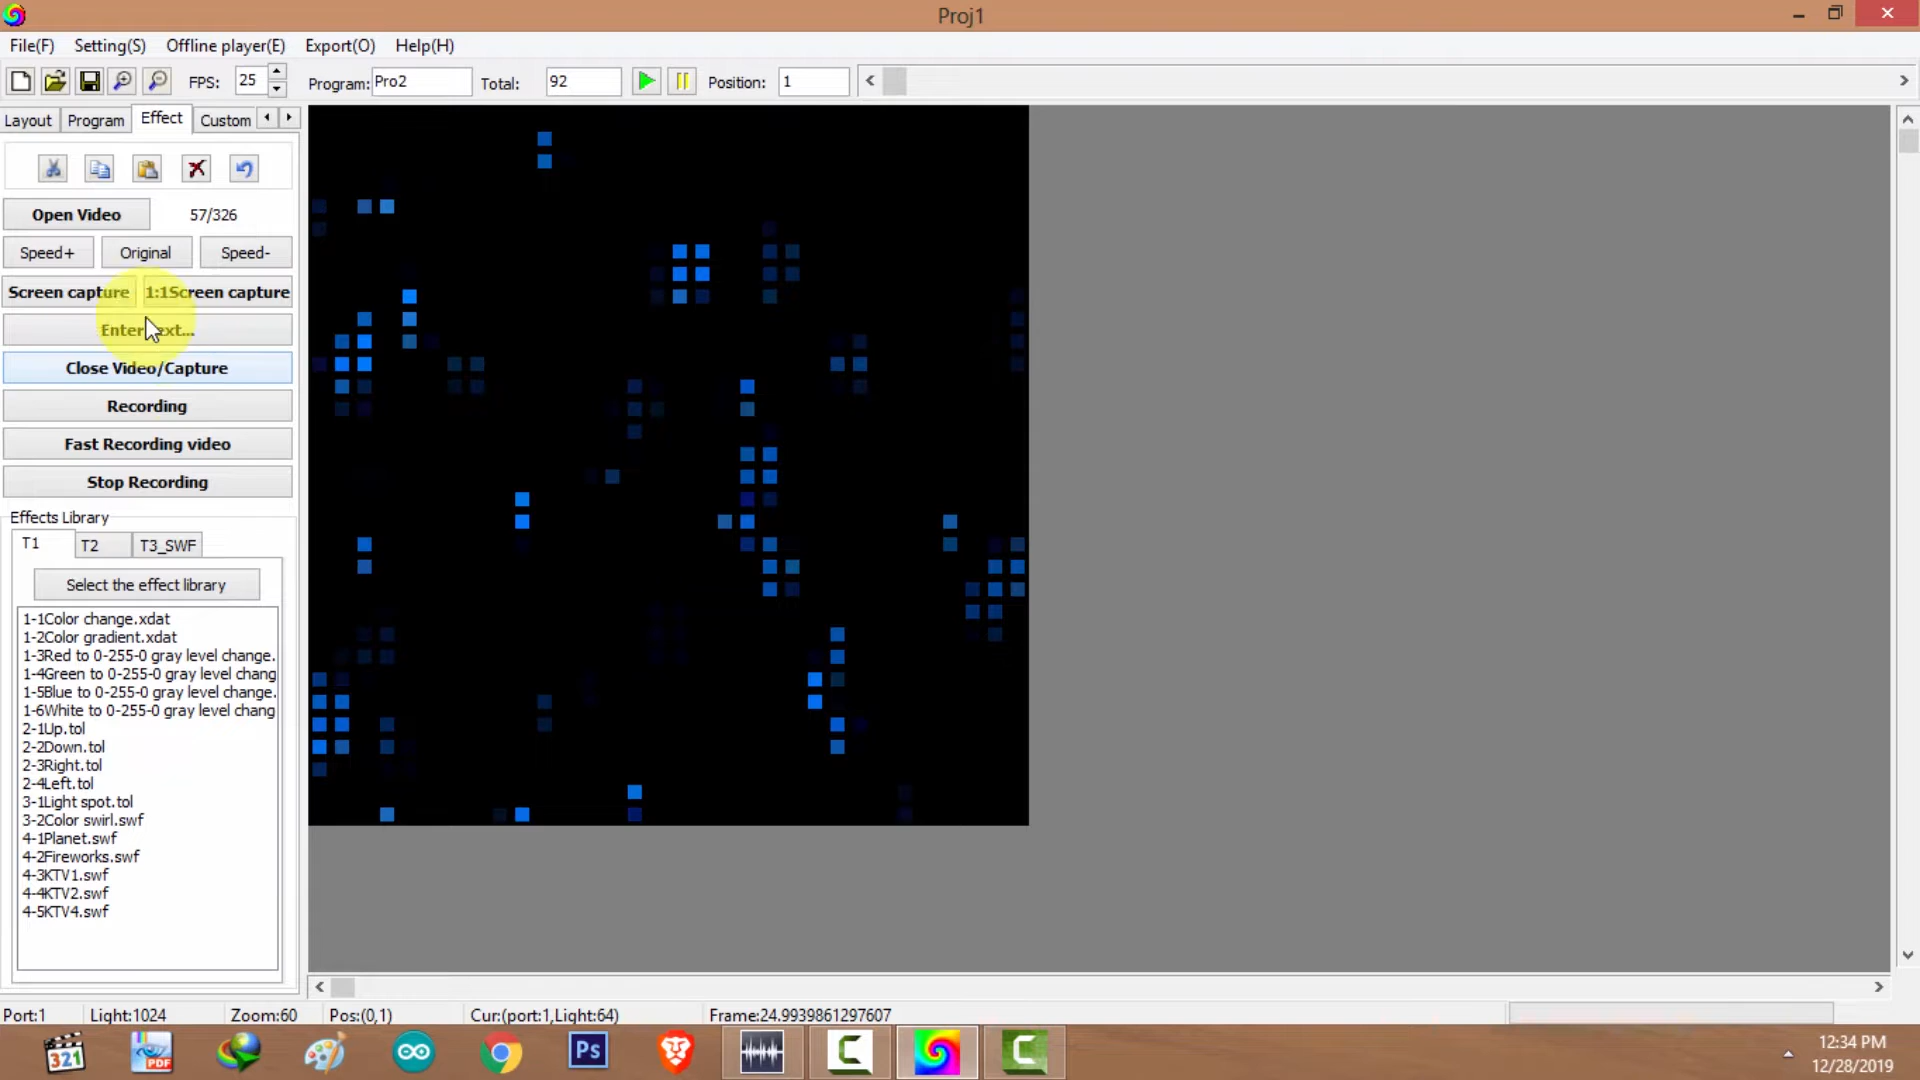 Proj1
File(F) Setting(S) Offline player(E) Export(O) Help(H)
FPS: 25 Program: Pro2 Total: 92 Position: 1
Layout Program Effect Custom
Open Video 57/326
Speed+ Original Speed-
Screen capture 1:1Screen capture
Close Video/Capture
Recording
Fast Recording video
Stop Recording
Effects Library
T1 T2 T3_SWF
Select the effect library
1-1Color change.xdat
1-2Color gradient.xdat
1-3Red to 0-255-0 gray level change.
1-4Green to 0-255-0 gray level chang
1-5Blue to 0-255-0 gray level change.
1-6White to 0-255-0 gray level chang
2-1Up.tol
2-2Down.tol
2-3Right.tol
2-4Left.tol
3-1Light spot.tol
3-2Color swirl.swf
4-1Planet.swf
4-2Fireworks.swf
4-3KTV1.swf
4-4KTV2.swf
4-5KTV4.swf
Port:1 Light:1024 Zoom:60 Pos:(0,1) Cur:(port:1,Light:64) Frame:24.9939861297607
321 PDF Ps C C
12:34 PM
12/28/2019